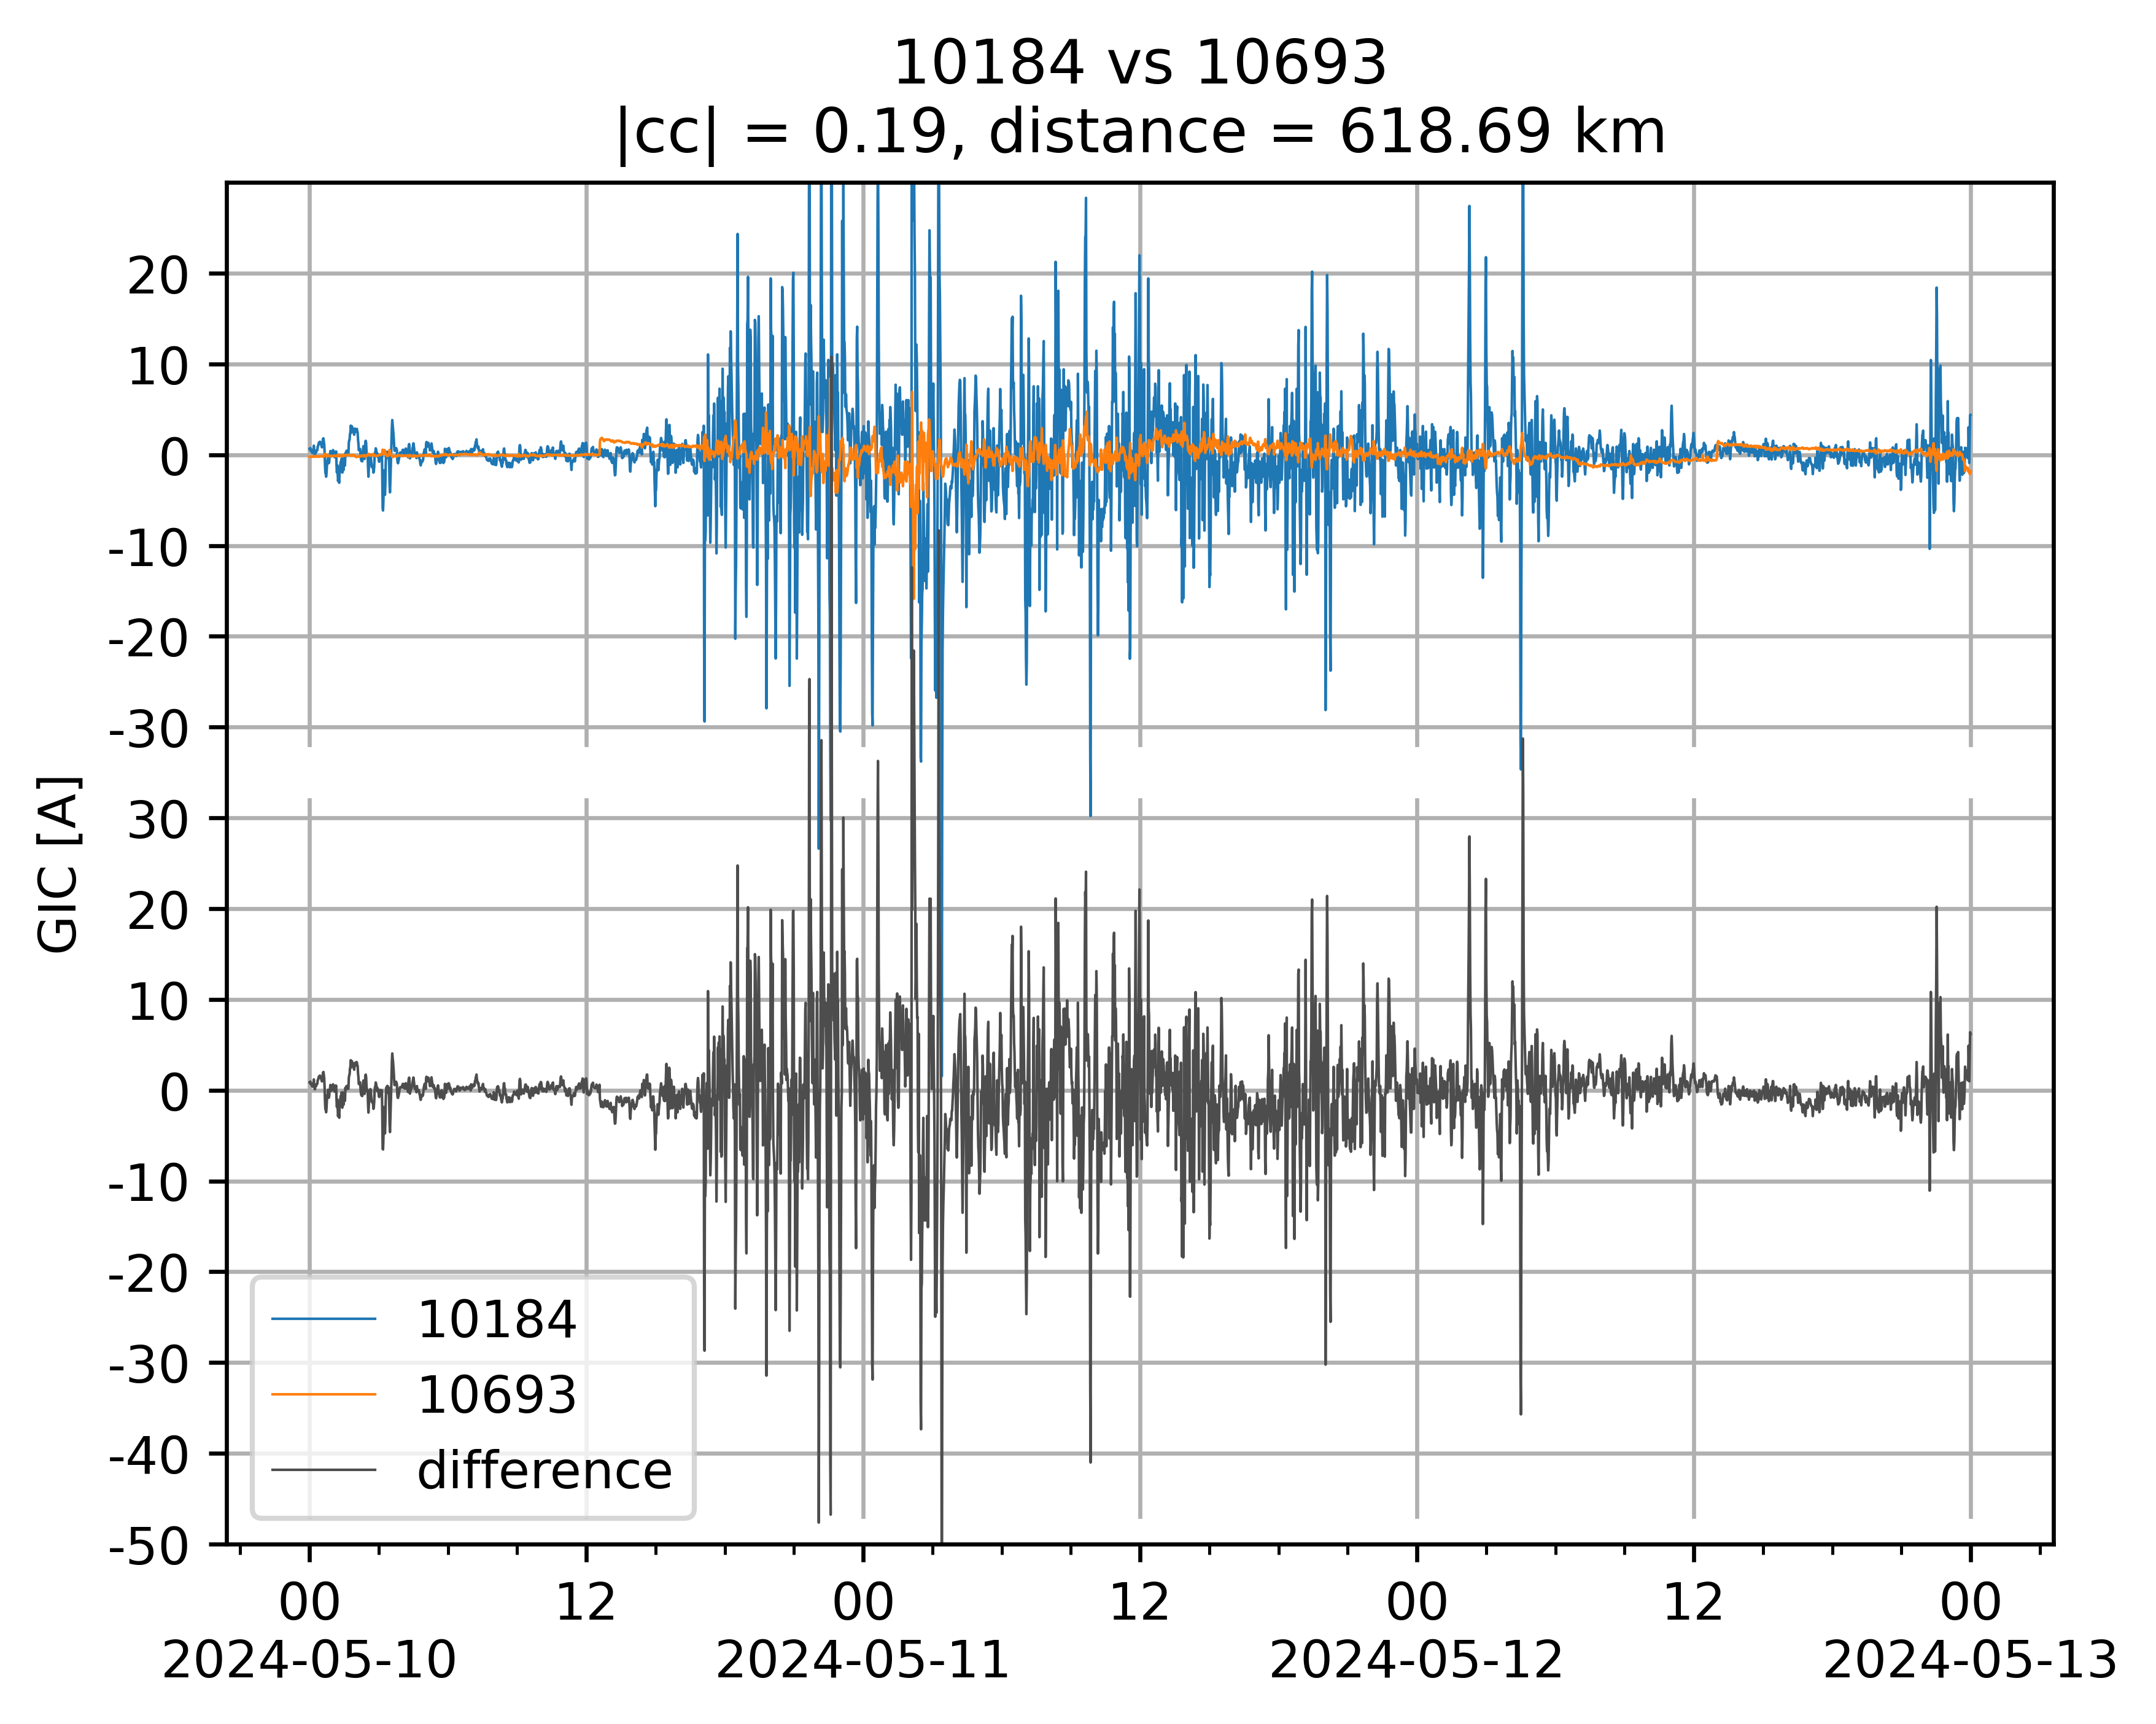 10184 vs 10693
|cc| = 0.19, distance = 618.69 km
GIC [A]
20
10
0
-10
-20
-30
30
20
10
0
-10
-20
-30
-40
-50
10184
10693
difference
00 12 00 12 00 12 00
2024-05-10 2024-05-11 2024-05-12 2024-05-13